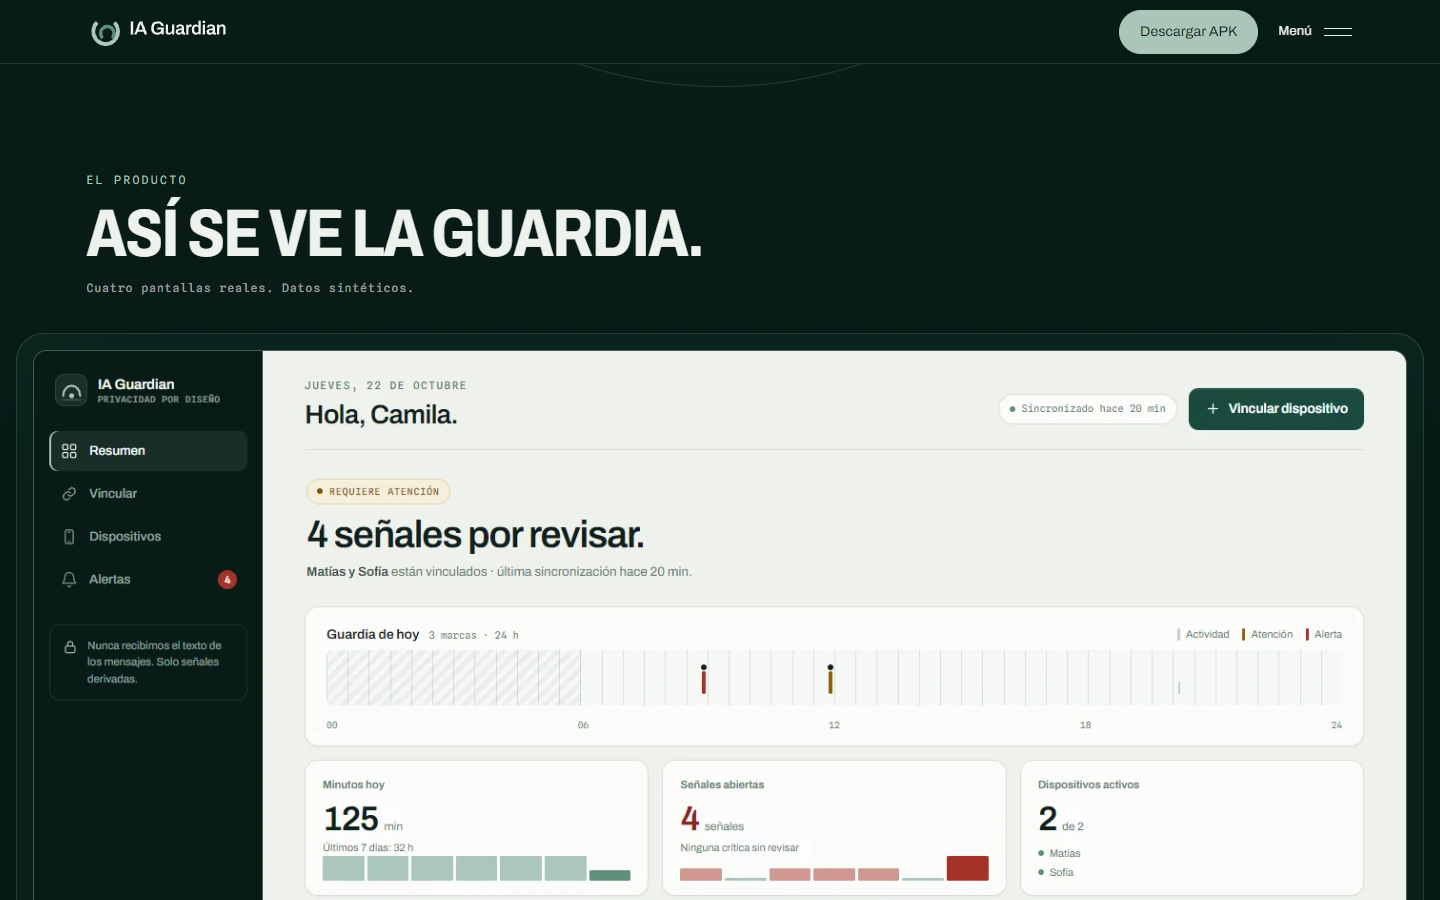 IA Guardian
Descargar APK
Menú
EL PRODUCTO
ASÍ SE VE LA GUARDIA.
Cuatro pantallas reales. Datos sintéticos.
IA Guardian
PRIVACIDAD POR DISEÑO
Resumen
Vincular
Dispositivos
Alertas
4
Nunca recibimos el texto de
los mensajes. Solo señales
derivadas.
JUEVES, 22 DE OCTUBRE
Hola, Camila.
Sincronizado hace 20 min
Vincular dispositivo
REQUIERE ATENCIÓN
4 señales por revisar.
Matías y Sofía están vinculados · última sincronización hace 20 min.
Guardia de hoy 3 marcas · 24 h
Actividad
Atención
Alerta
00
06
12
18
24
Minutos hoy
125 min
Últimos 7 días: 32 h
Señales abiertas
4 señales
Ninguna crítica sin revisar
Dispositivos activos
2 de 2
Matías
Sofía